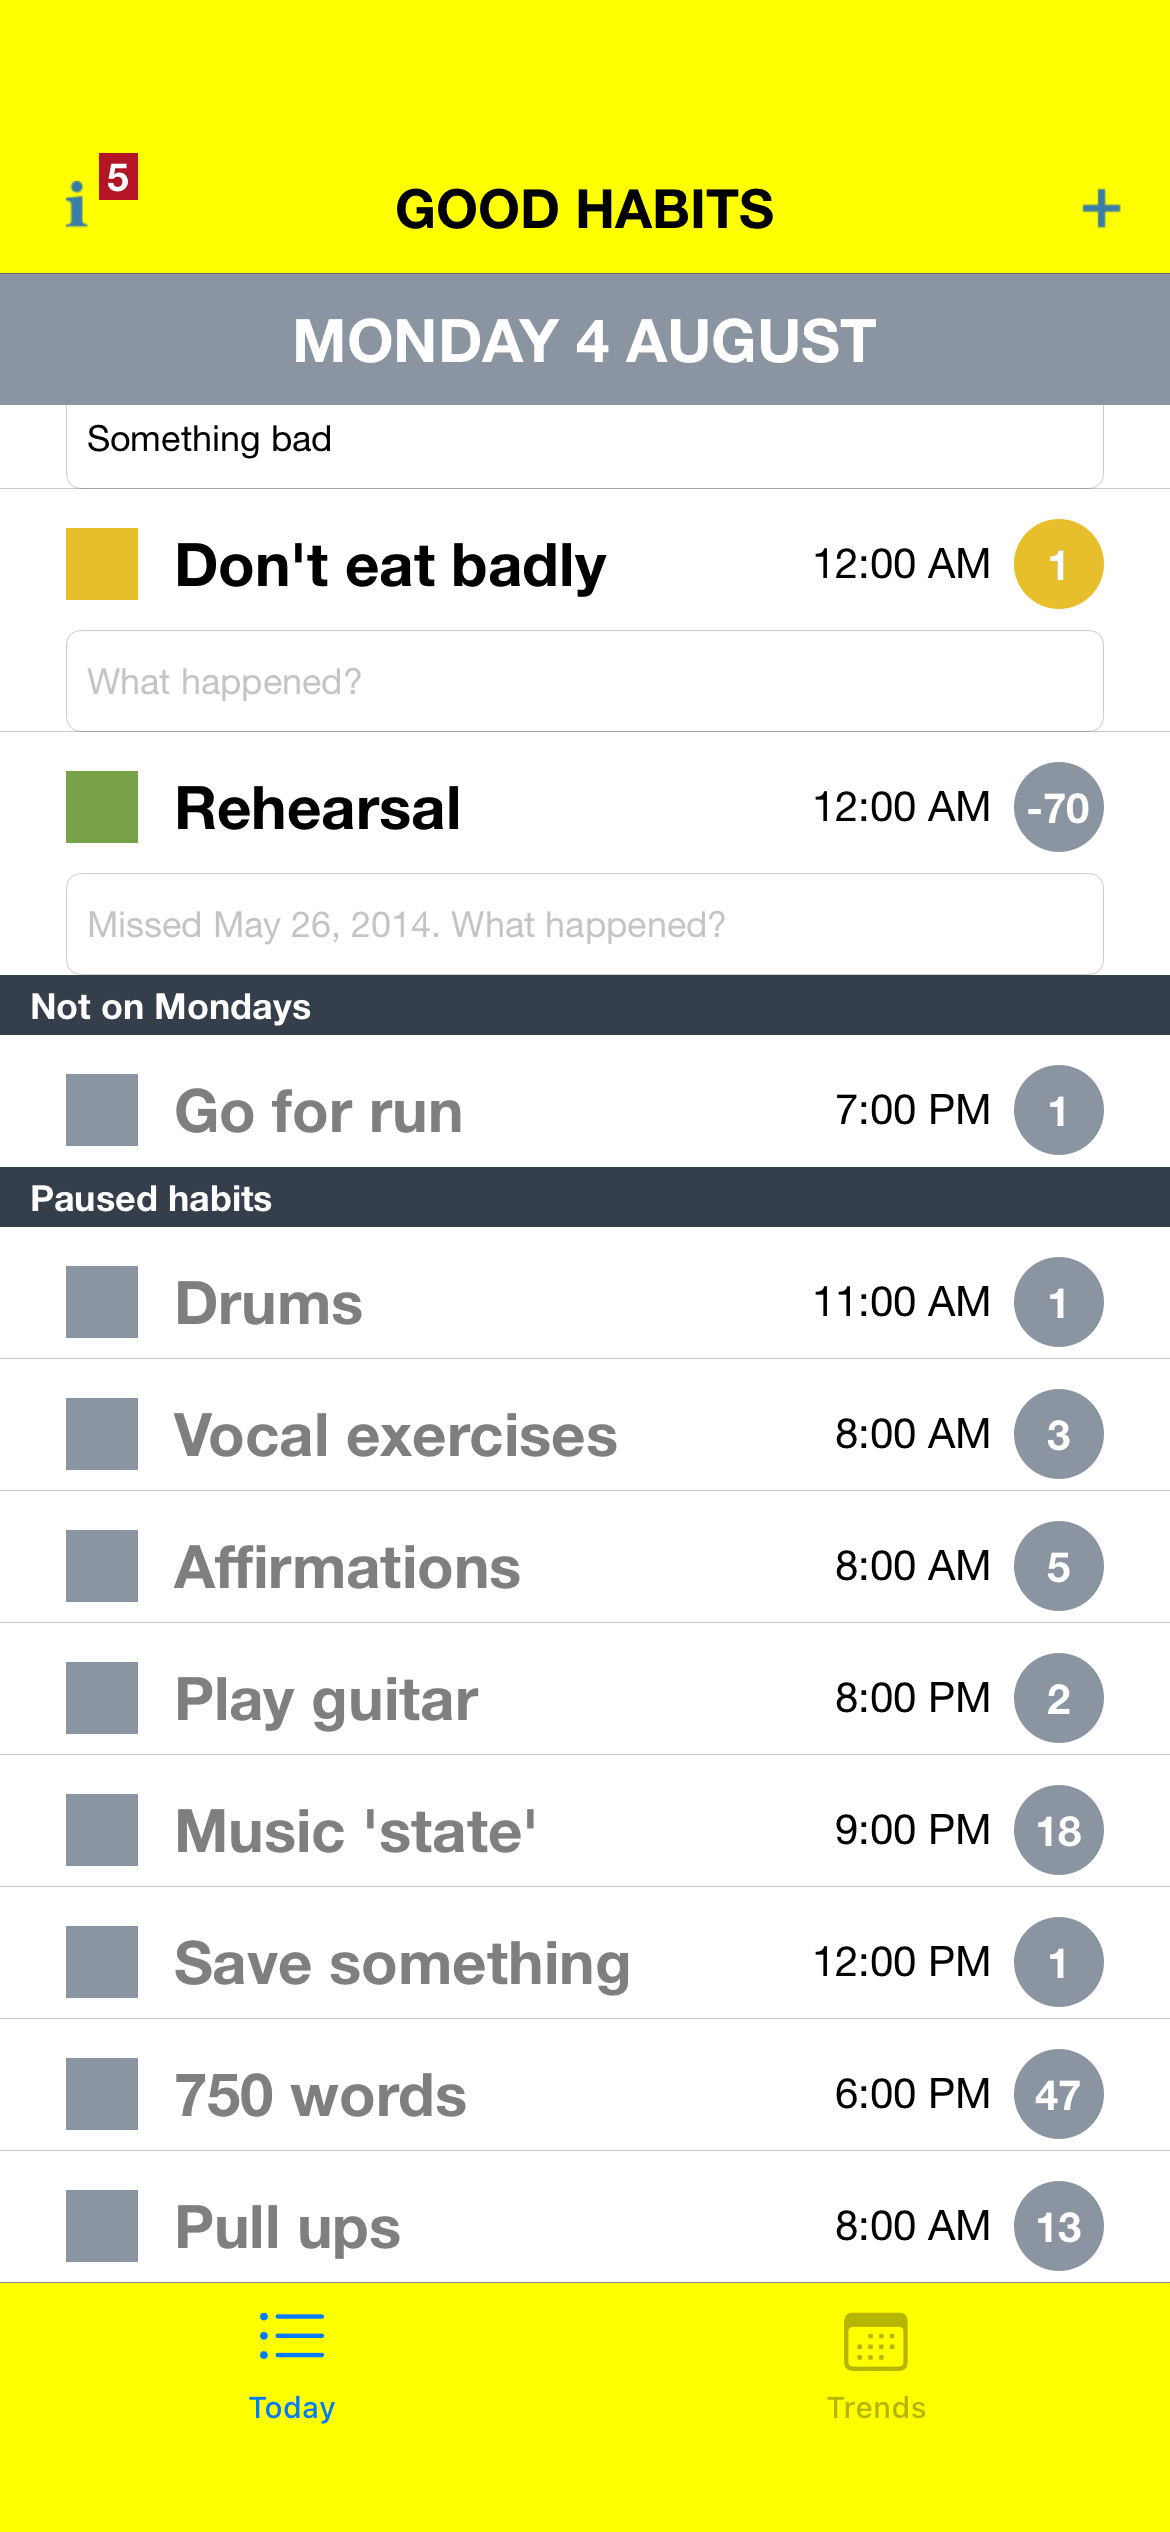 i 5
GOOD HABITS
+
MONDAY 4 AUGUST
Something bad
Don't eat badly 12:00 AM 1
What happened?
Rehearsal 12:00 AM -70
Missed May 26, 2014. What happened?
Not on Mondays
Go for run 7:00 PM 1
Paused habits
Drums 11:00 AM 1
Vocal exercises 8:00 AM 3
Affirmations 8:00 AM 5
Play guitar 8:00 PM 2
Music 'state' 9:00 PM 18
Save something 12:00 PM 1
750 words 6:00 PM 47
Pull ups 8:00 AM 13
Today Trends